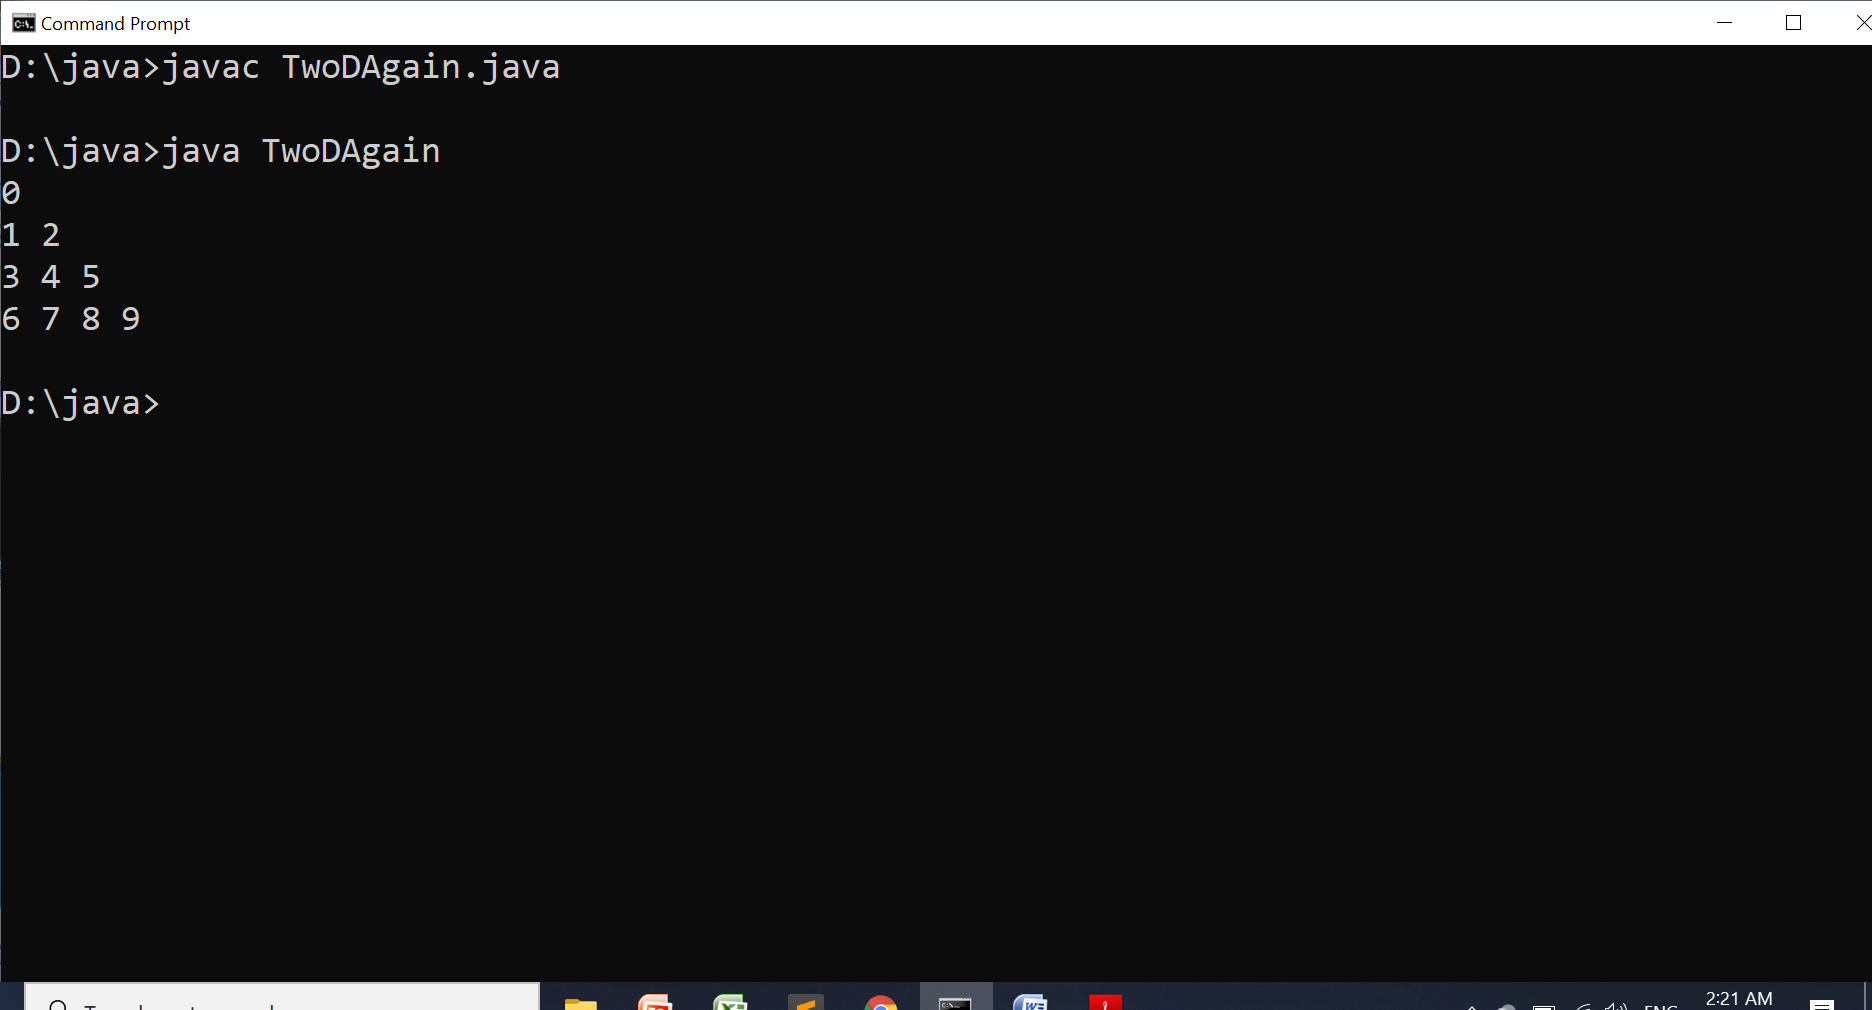 Command Prompt
D:\java>javac TwoDAgain.java
D:\java>java TwoDAgain
0
1 2
3 4 5
6 7 8 9
D:\java>
2:21 AM